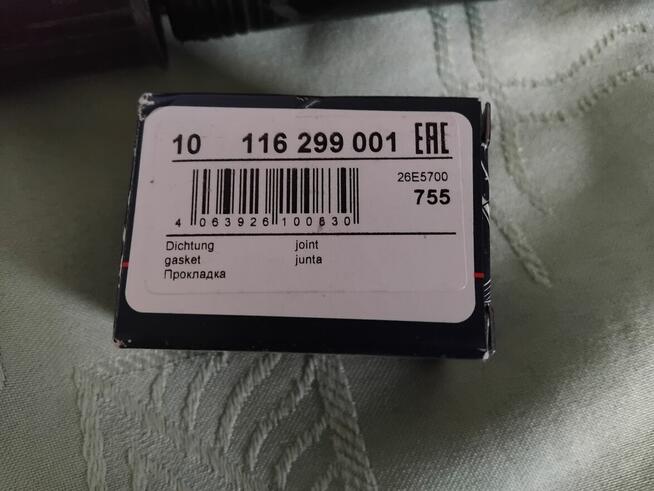 10 116 299 001 EAC
26E5700
755
4 063926 100630
Dichtung joint
gasket junta
Прокладка